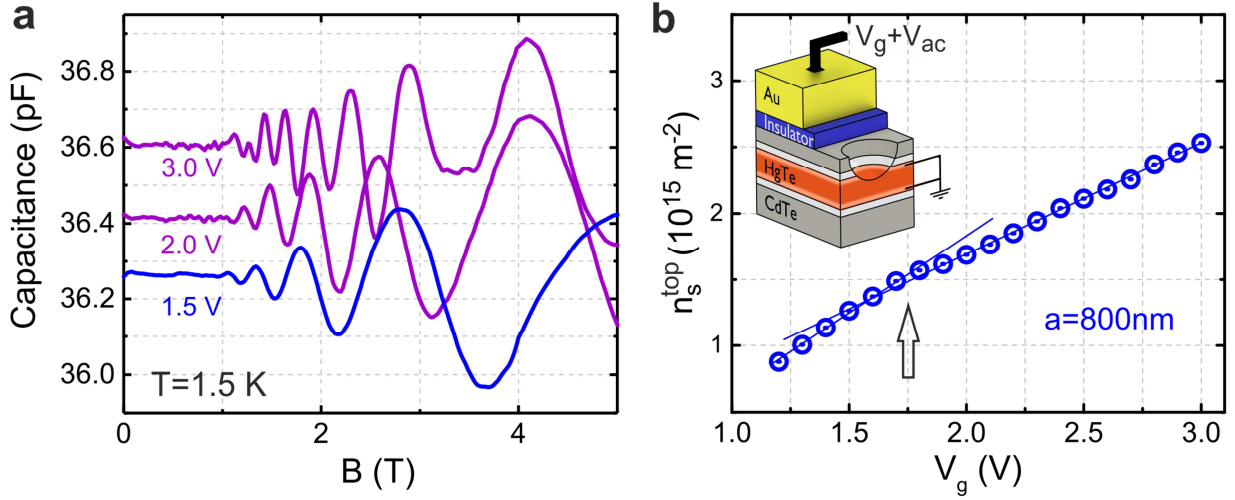 a
Capacitance (pF)
36.8
36.6
36.4
36.2
36.0
3.0 V
2.0 V
1.5 V
T=1.5 K
0
2
4
B (T)
b
n_s^top (10^15 m^-2)
3
2
1
V_g+V_ac
Au
Insulator
HgTe
CdTe
a=800nm
1.0
1.5
2.0
2.5
3.0
V_g (V)